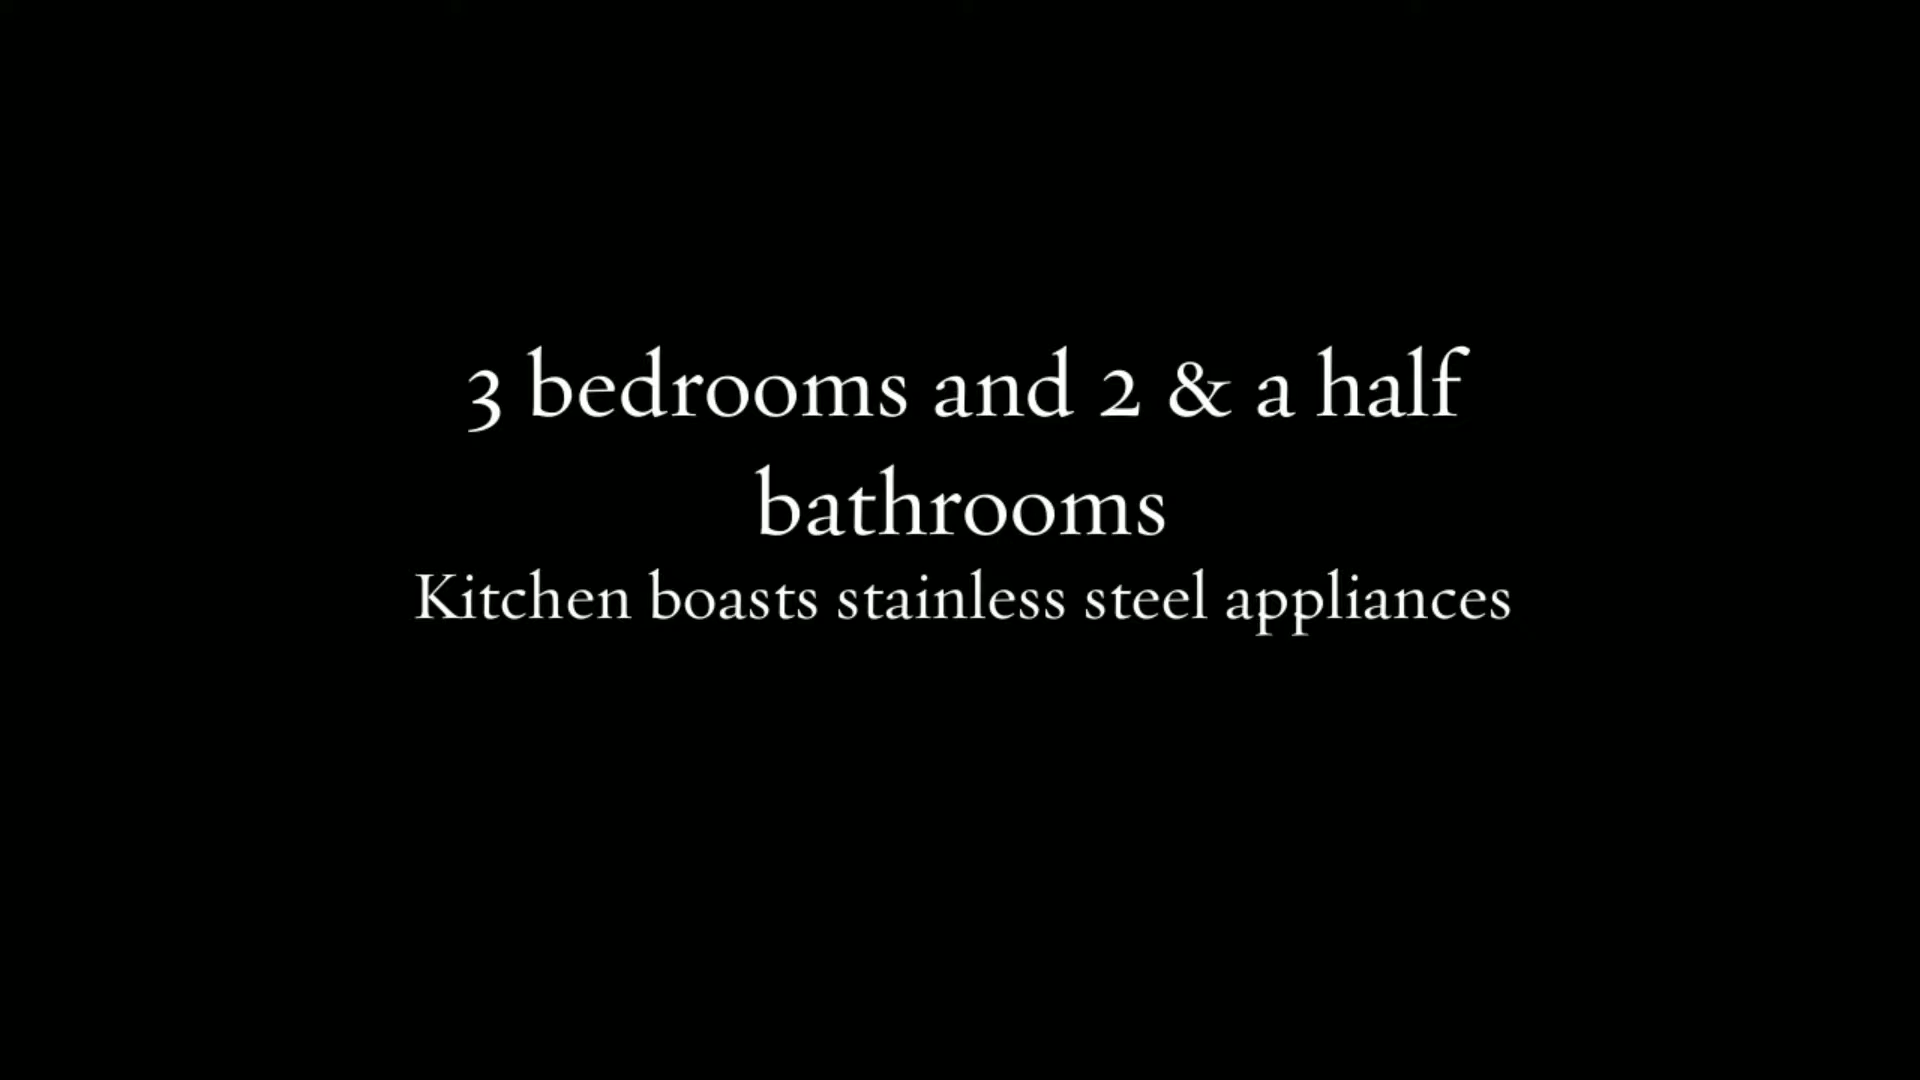 3 bedrooms and 2 & a half
bathrooms
Kitchen boasts stainless steel appliances